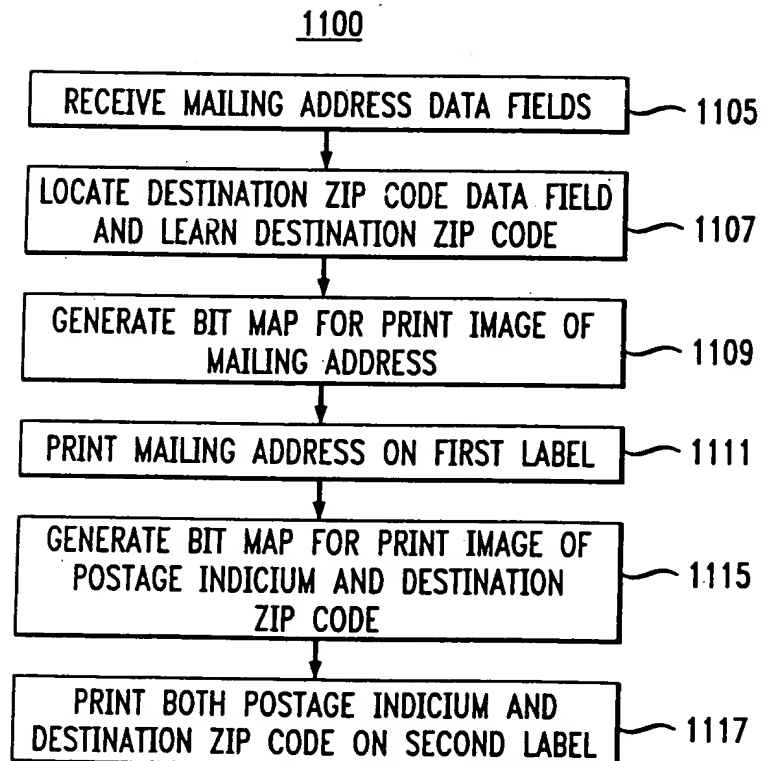 1100
RECEIVE MAILING ADDRESS DATA FIELDS
1105
LOCATE DESTINATION ZIP CODE DATA FIELD
AND LEARN DESTINATION ZIP CODE
1107
GENERATE BIT MAP FOR PRINT IMAGE OF
MAILING ADDRESS
1109
PRINT MAILING ADDRESS ON FIRST LABEL
1111
GENERATE BIT MAP FOR PRINT IMAGE OF
POSTAGE INDICIUM AND DESTINATION
ZIP CODE
1115
PRINT BOTH POSTAGE INDICIUM AND
DESTINATION ZIP CODE ON SECOND LABEL
1117